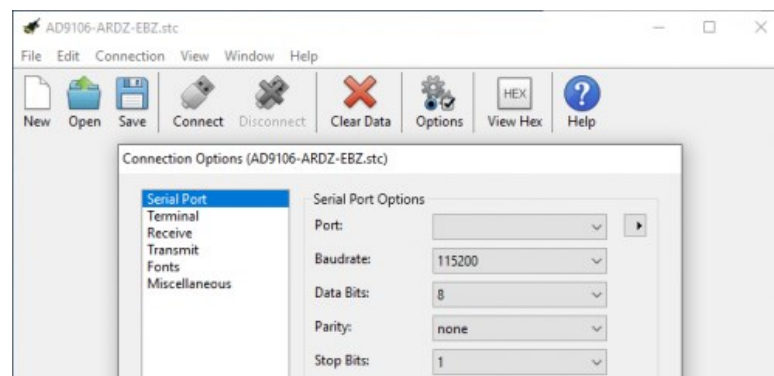 AD9106-ARDZ-EBZ.stc
File Edit Connection View Window Help
HEX
New Open Save Connect Disconnect Clear Data Options View Hex Help
Connection Options (AD9106-ARDZ-EBZ.stc)
Serial Port
Terminal
Receive
Transmit
Fonts
Miscellaneous
Serial Port Options
Port:
Baudrate: 115200
Data Bits: 8
Parity: none
Stop Bits: 1